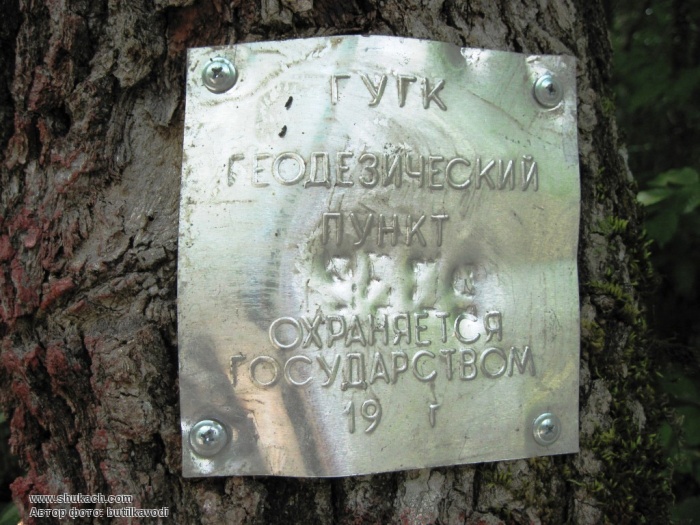 ГУГК
ГЕОДЕЗИЧЕСКИЙ
ПУНКТ
ОХРАНЯЕТСЯ
ГОСУДАРСТВОМ
19 г
www.shukach.com
Автор фото: butilkavodi